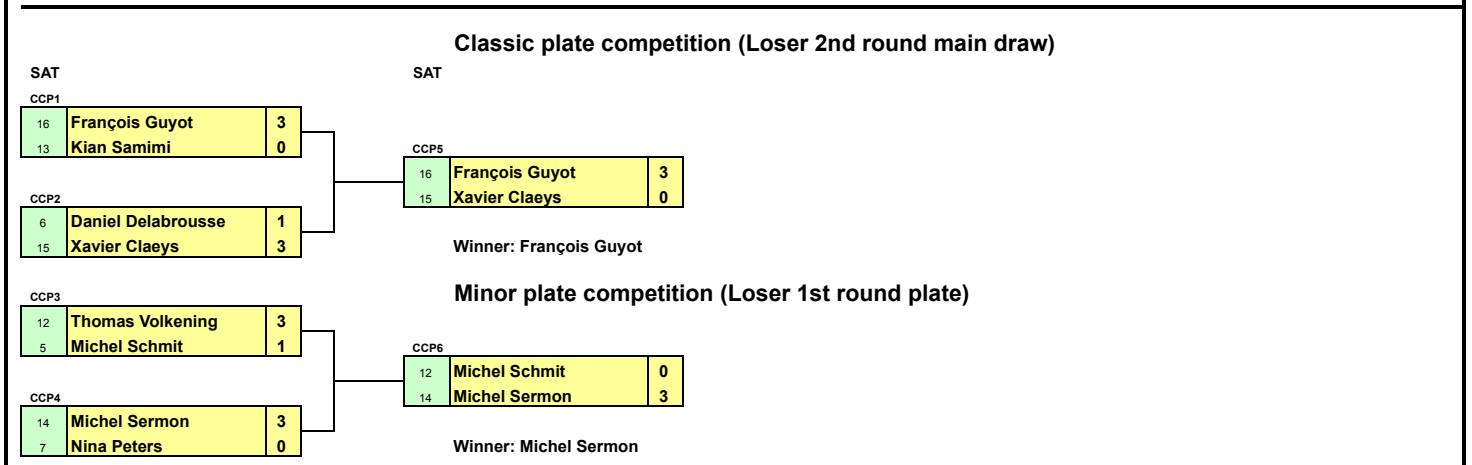 Classic plate competition (Loser 2nd round main draw)
SAT SAT
CCP1
16 François Guyot 3
13 Kian Samimi 0
CCP5
16 François Guyot 3
15 Xavier Claeys 0
CCP2
6 Daniel Delabrousse 1
15 Xavier Claeys 3
Winner: François Guyot
Minor plate competition (Loser 1st round plate)
CCP3
12 Thomas Volkening 3
5 Michel Schmit 1
CCP6
12 Michel Schmit 0
14 Michel Sermon 3
CCP4
14 Michel Sermon 3
7 Nina Peters 0
Winner: Michel Sermon